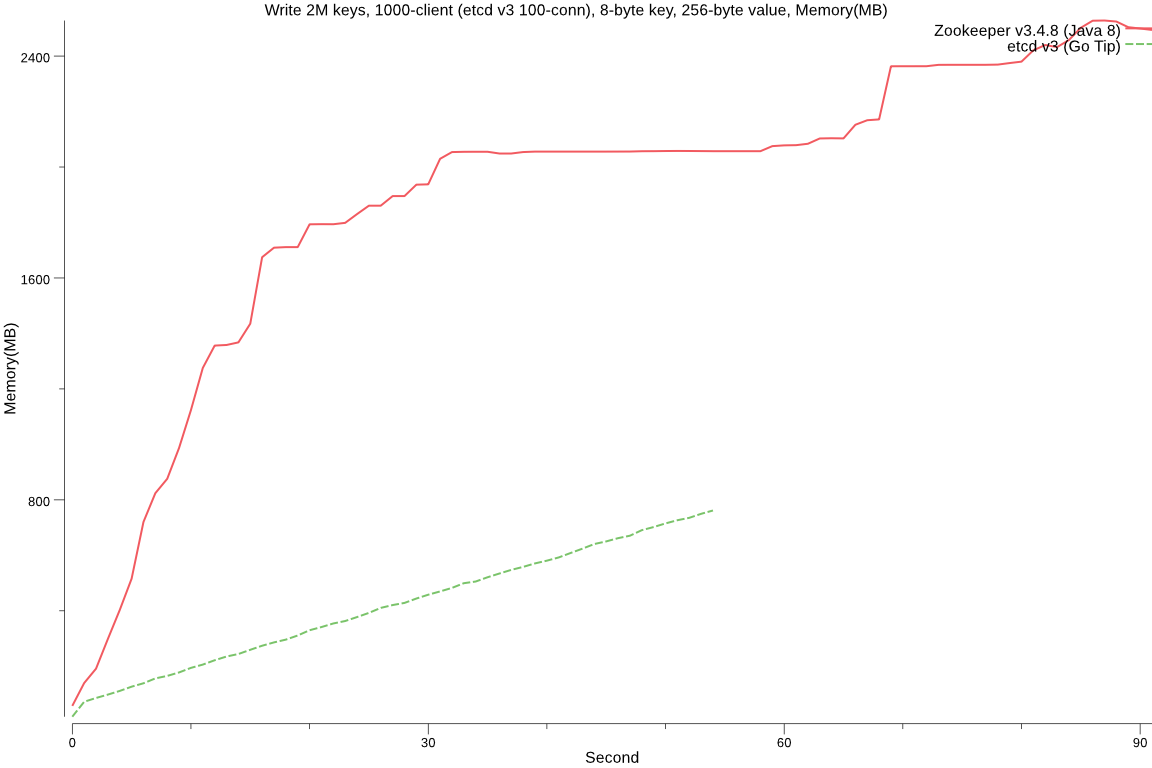 Write 2M keys, 1000-client (etcd v3 100-conn), 8-byte key, 256-byte value, Memory(MB)
Zookeeper v3.4.8 (Java 8)
etcd v3 (Go Tip)
2400
1600
800
Memory(MB)
0
30
60
90
Second